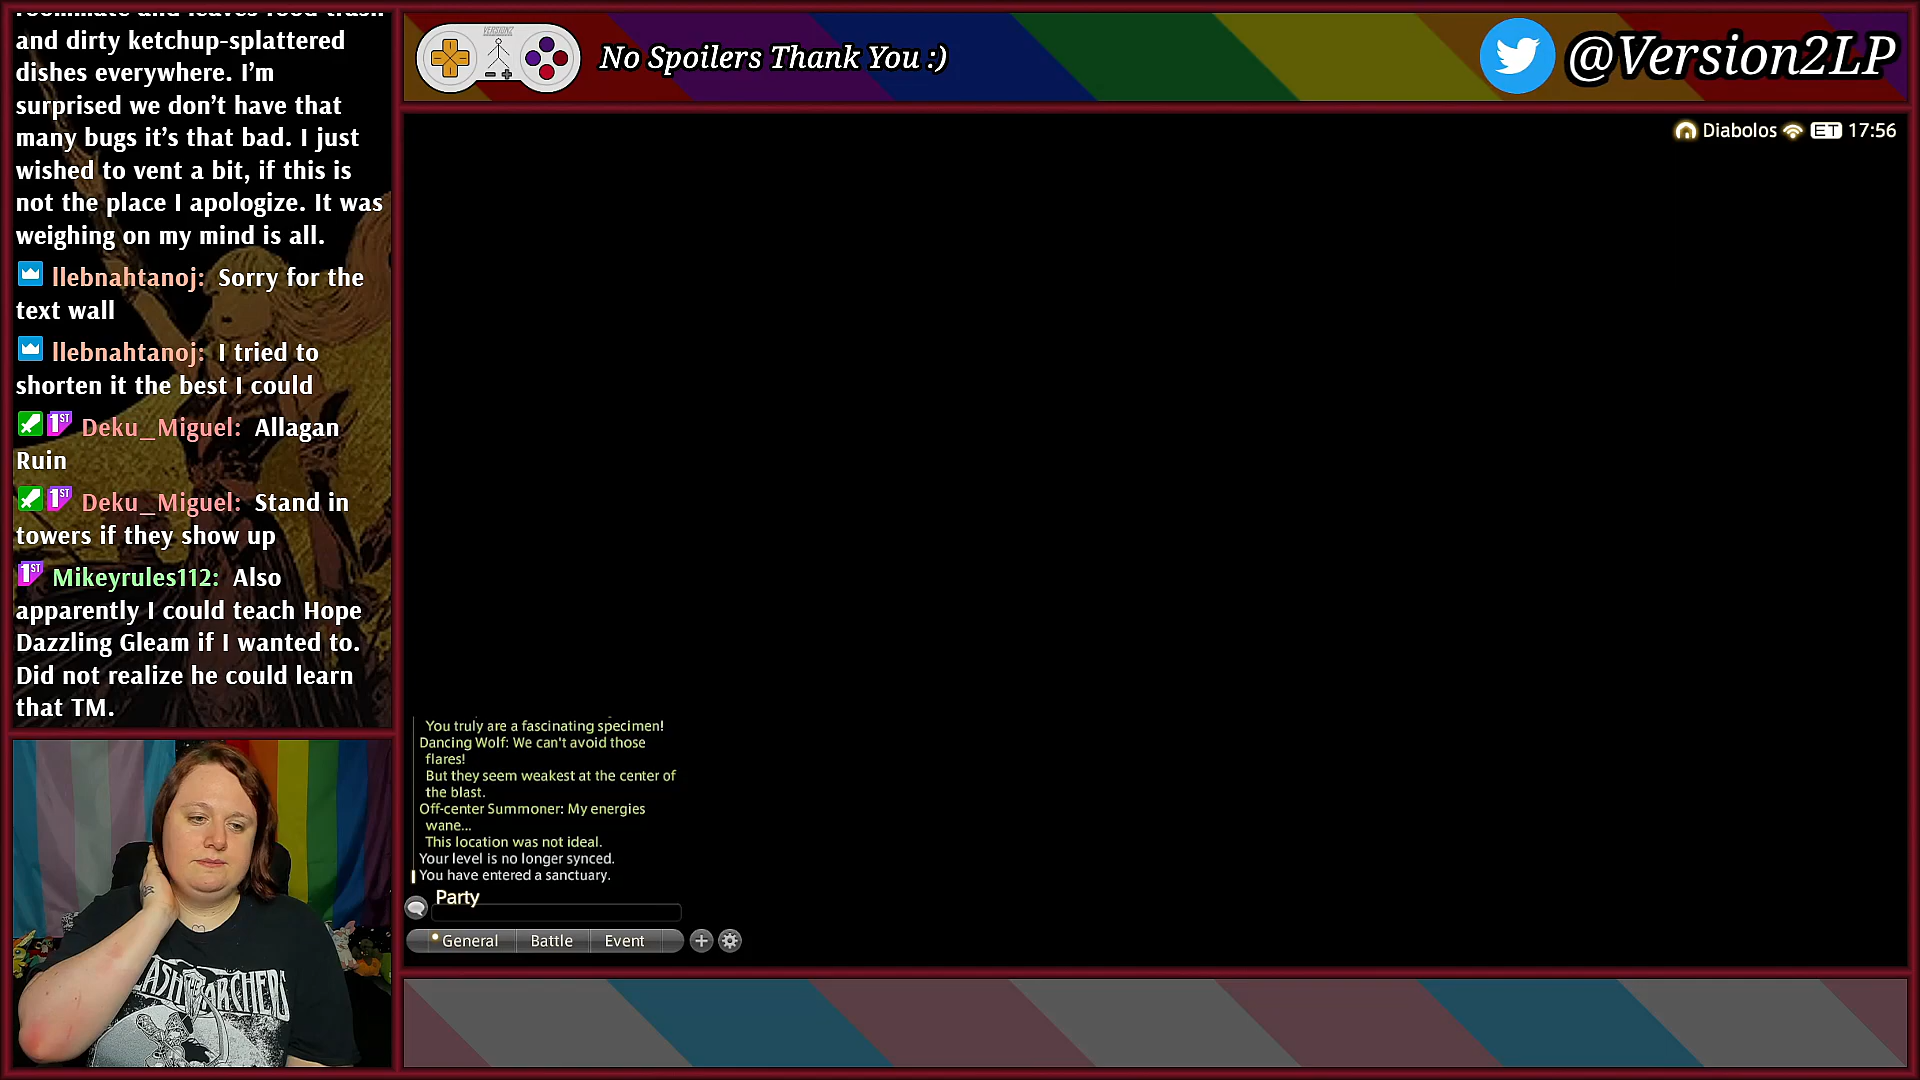 and dirty ketchup-splattered
dishes everywhere. I'm
surprised we don't have that
many bugs it's that bad. I just
wished to vent a bit, if this is
not the place I apologize. It was
weighing on my mind is all.
llebnahtanoj: Sorry for the
text wall
llebnahtanoj: I tried to
shorten it the best I could
1ST Deku_Miguel: Allagan
Ruin
1ST Deku_Miguel: Stand in
towers if they show up
1ST Mikeyrules112: Also
apparently I could teach Hope
Dazzling Gleam if I wanted to.
Did not realize he could learn
that TM.
No Spoilers Thank You :)
@Version2LP
Diabolos ET 17:56
You truly are a fascinating specimen!
Dancing Wolf: We can't avoid those
flares!
But they seem weakest at the center of
the blast.
Off-center Summoner: My energies
wane...
This location was not ideal.
Your level is no longer synced.
You have entered a sanctuary.
Party
General Battle Event